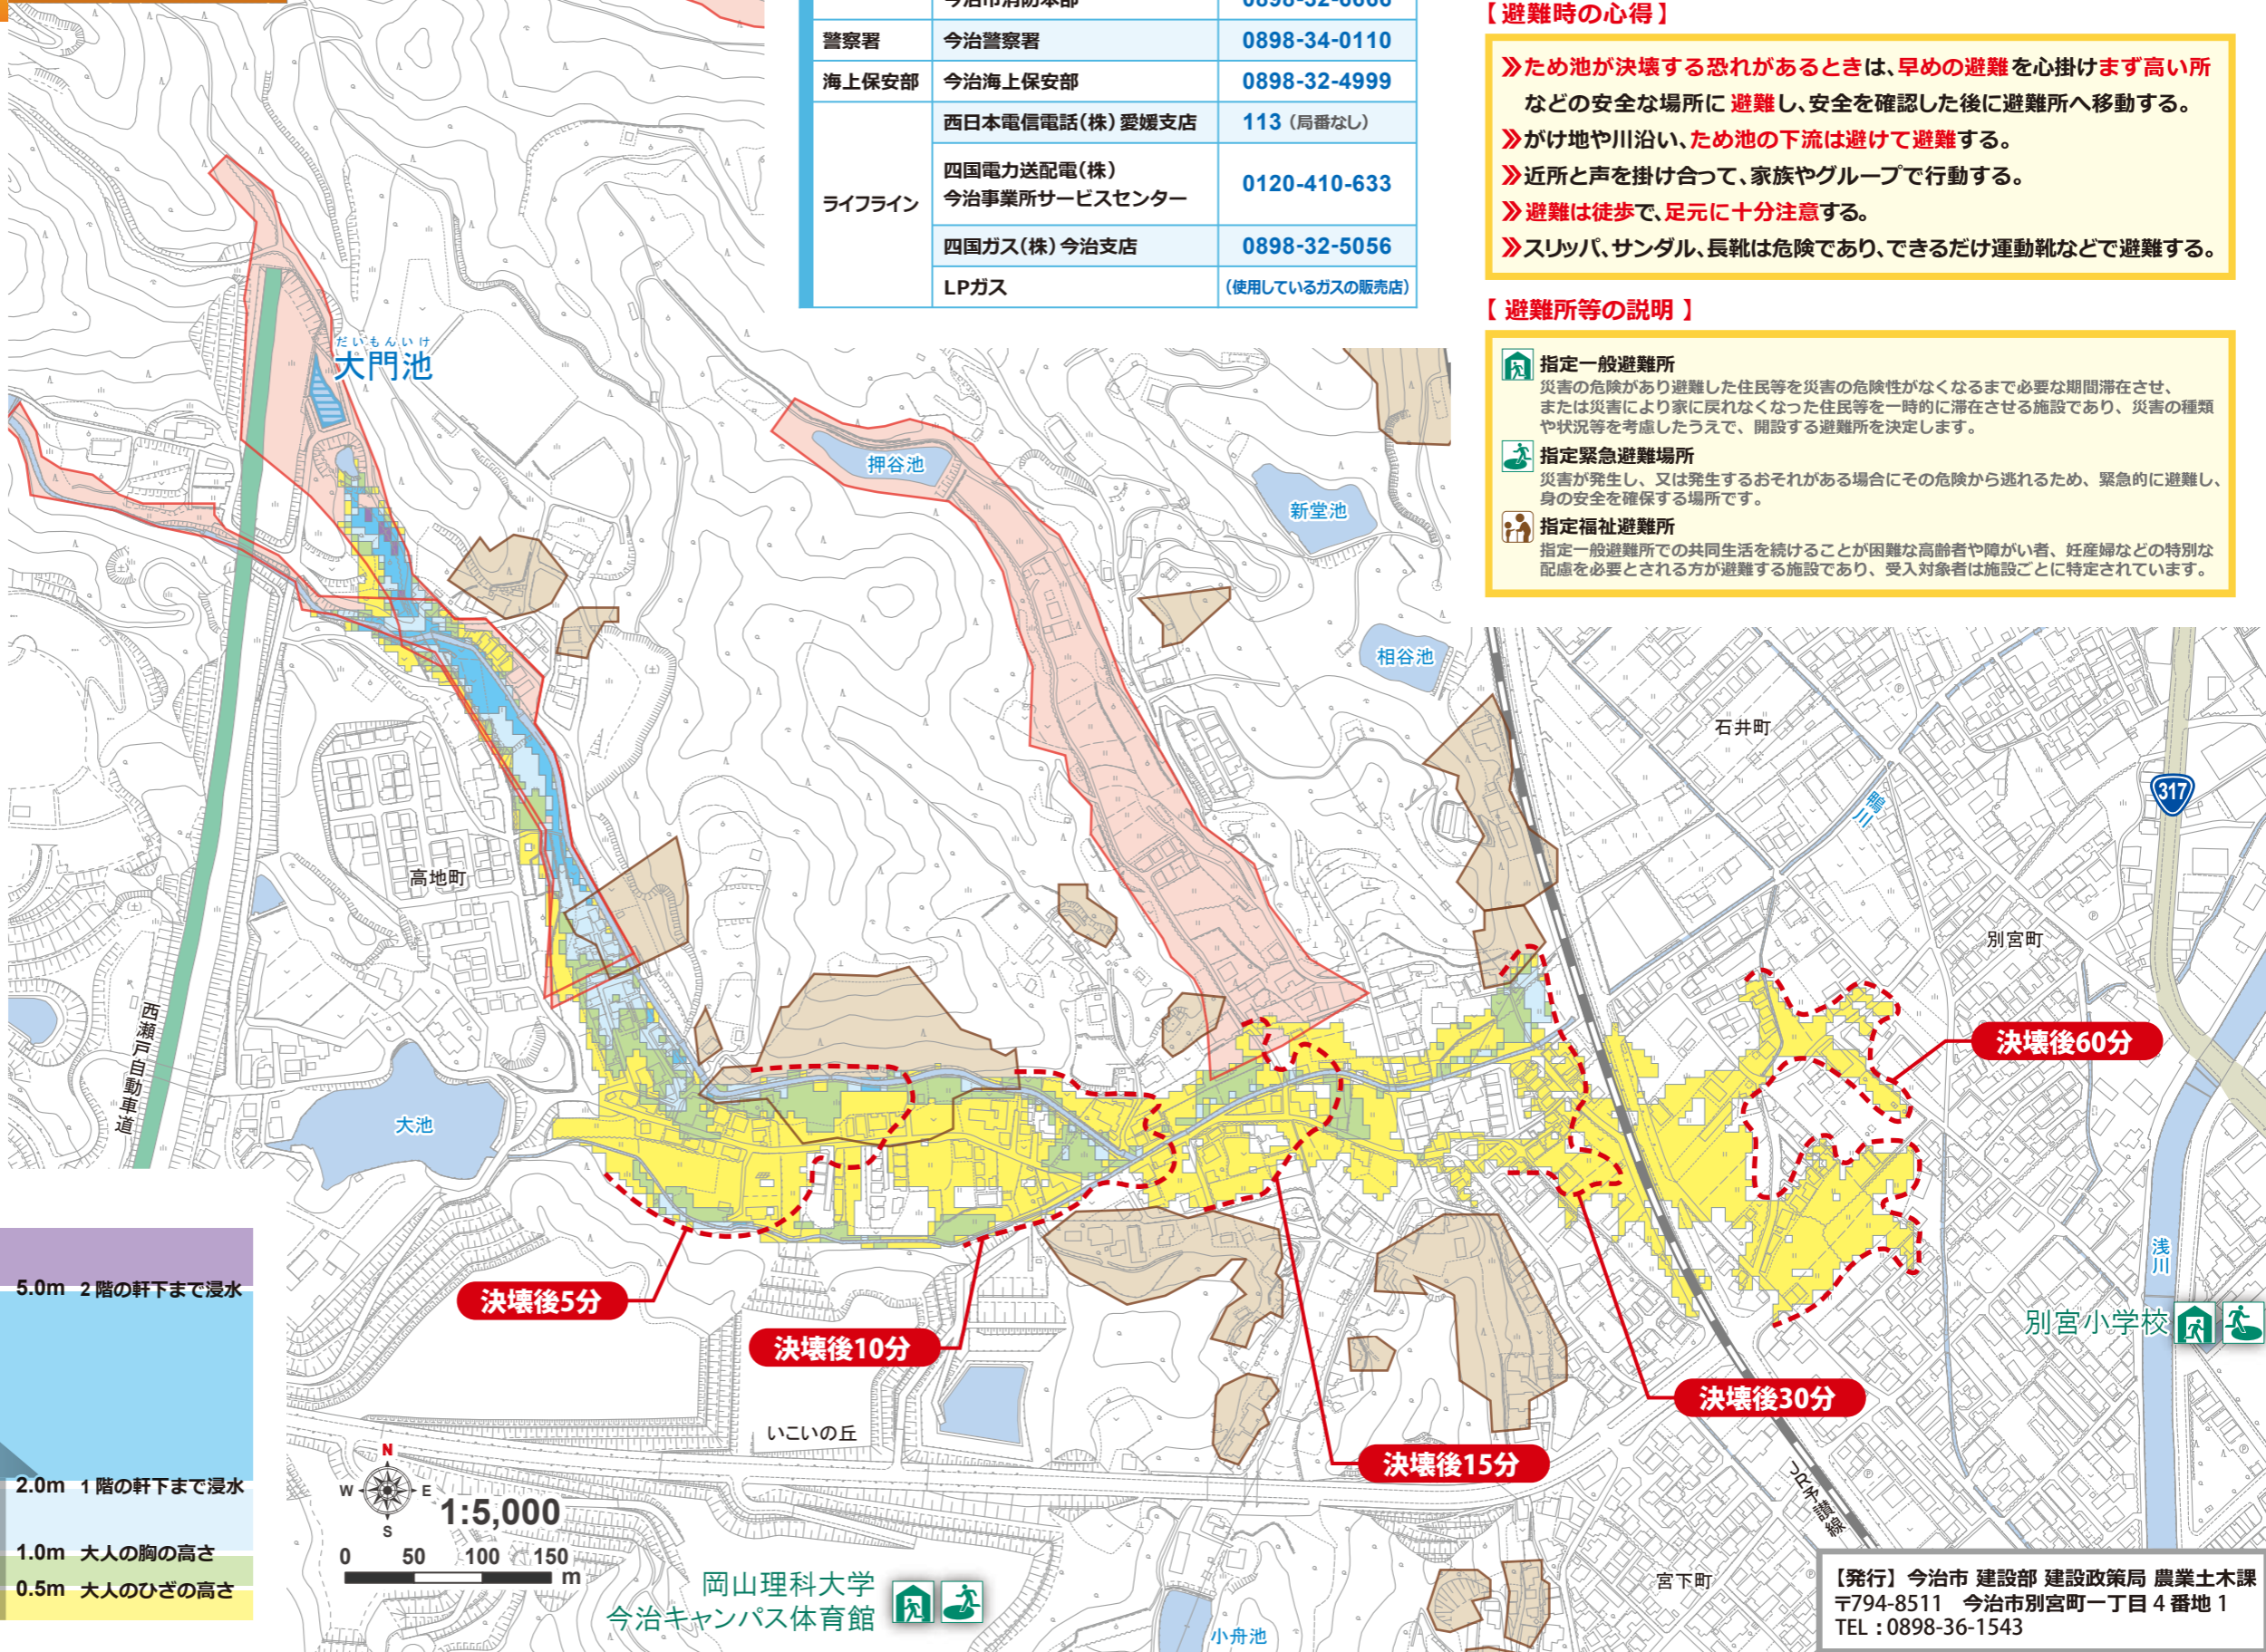 今治市消防本部 0898-32-6666
警察署 今治警察署 0898-34-0110
海上保安部 今治海上保安部 0898-32-4999
ライフライン
西日本電信電話(株)愛媛支店 113 (局番なし)
四国電力送配電(株)
今治事業所サービスセンター
0120-410-633
四国ガス(株)今治支店 0898-32-5056
LPガス (使用しているガスの販売店)
【避難時の心得】
≫ため池が決壊する恐れがあるときは、早めの避難を心掛けまず高い所
などの安全な場所に 避難し、安全を確認した後に避難所へ移動する。
≫がけ地や川沿い、ため池の下流は避けて避難する。
≫近所と声を掛け合って、家族やグループで行動する。
≫避難は徒歩で、足元に十分注意する。
≫スリッパ、サンダル、長靴は危険であり、できるだけ運動靴などで避難する。
【 避難所等の説明 】
指定一般避難所
災害の危険があり避難した住民等を災害の危険性がなくなるまで必要な期間滞在させ、
または災害により家に戻れなくなった住民等を一時的に滞在させる施設であり、災害の種類
や状況等を考慮したうえで、開設する避難所を決定します。
指定緊急避難場所
災害が発生し、又は発生するおそれがある場合にその危険から逃れるため、緊急的に避難し、
身の安全を確保する場所です。
指定福祉避難所
指定一般避難所での共同生活を続けることが困難な高齢者や障がい者、妊産婦などの特別な
配慮を必要とされる方が避難する施設であり、受入対象者は施設ごとに特定されています。
だいもんいけ
大門池
押谷池
新堂池
相谷池
石井町
鴨川
317
高地町
別宮町
西瀬戸自動車道
大池
決壊後60分
浅川
別宮小学校
決壊後5分
決壊後10分
決壊後30分
決壊後15分
いこいの丘
JR予讃線
宮下町
小舟池
岡山理科大学
今治キャンパス体育館
5.0m 2階の軒下まで浸水
2.0m 1階の軒下まで浸水
1.0m 大人の胸の高さ
0.5m 大人のひざの高さ
N
W E
S
1:5,000
0 50 100 150
m
【発行】今治市 建設部 建設政策局 農業土木課
〒794-8511 今治市別宮町一丁目4番地1
TEL：0898-36-1543